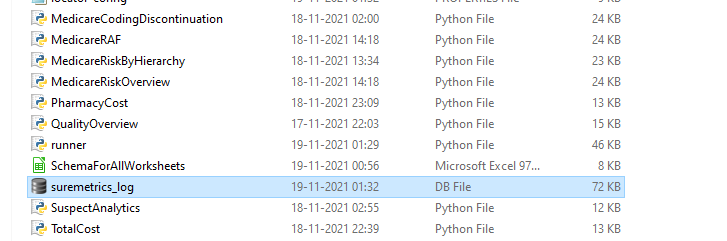 MedicareCodingDiscontinuation 18-11-2021 02:00 Python File 24 KB
MedicareRAF 18-11-2021 14:18 Python File 24 KB
MedicareRiskByHierarchy 18-11-2021 13:34 Python File 23 KB
MedicareRiskOverview 18-11-2021 14:18 Python File 24 KB
PharmacyCost 18-11-2021 23:09 Python File 13 KB
QualityOverview 17-11-2021 22:03 Python File 15 KB
runner 19-11-2021 01:29 Python File 46 KB
SchemaForAllWorksheets 19-11-2021 00:56 Microsoft Excel 97... 8 KB
suremetrics_log 19-11-2021 01:32 DB File 72 KB
SuspectAnalytics 18-11-2021 02:55 Python File 12 KB
TotalCost 18-11-2021 22:39 Python File 13 KB